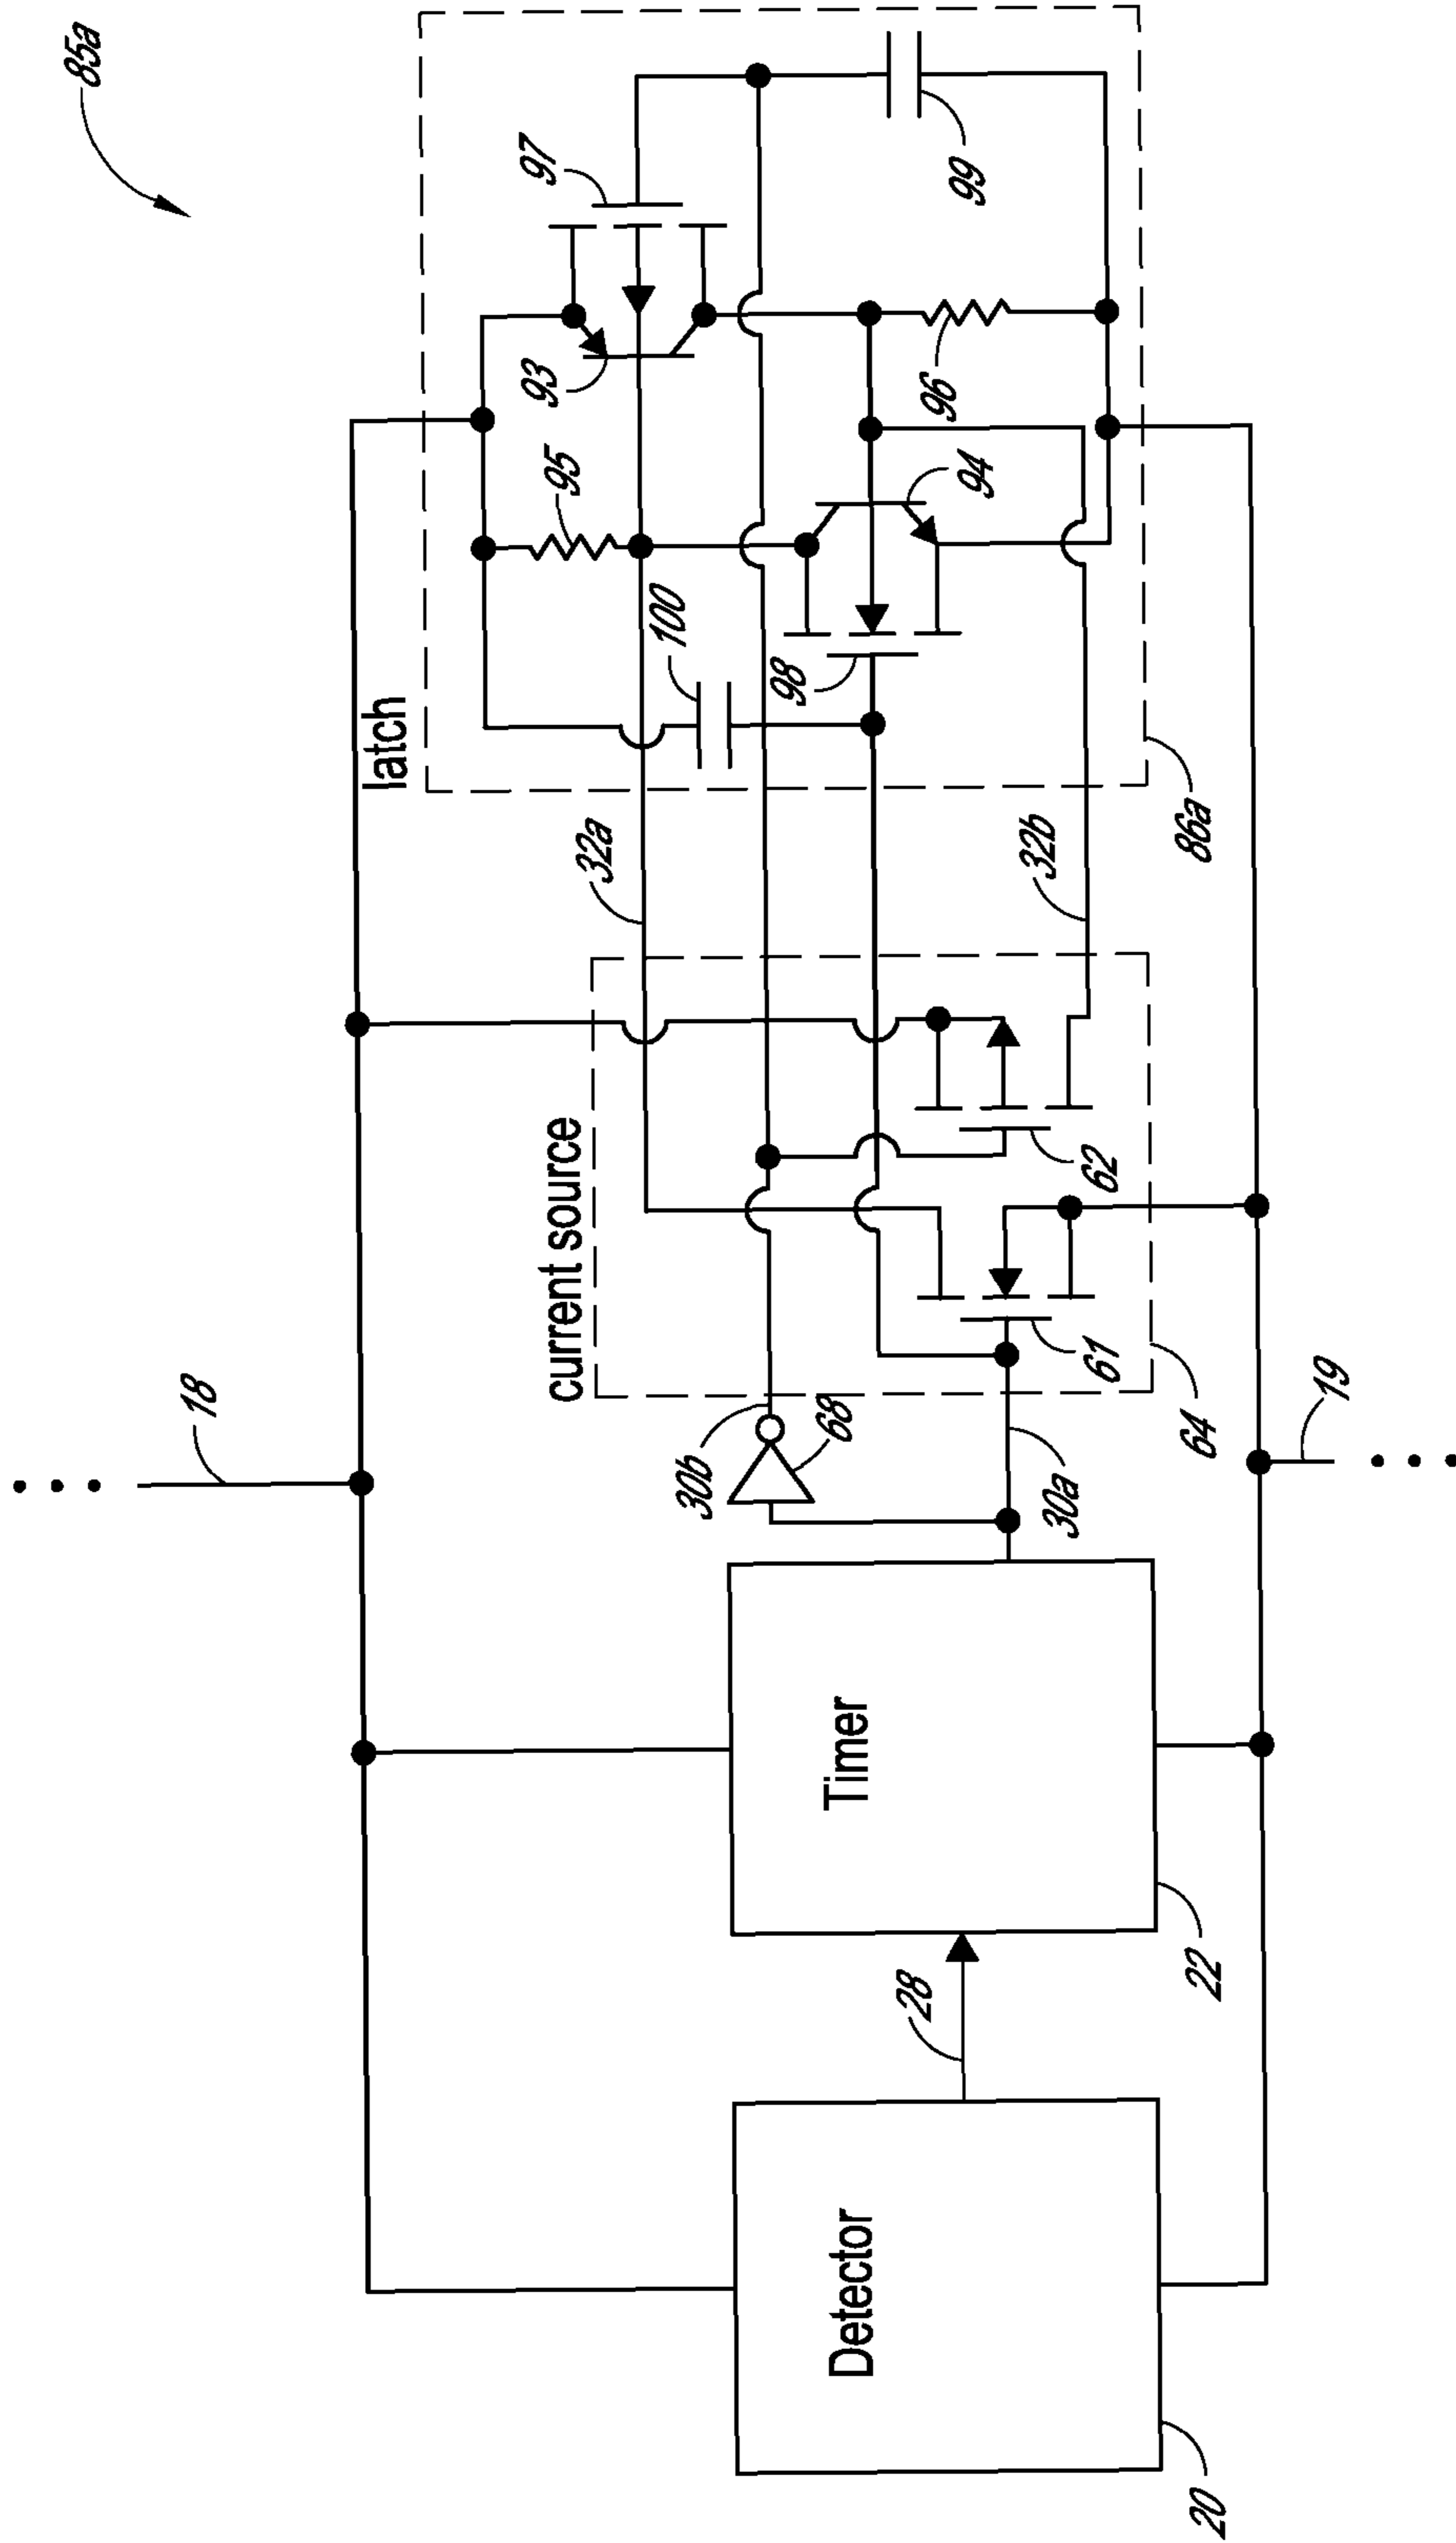 85a
18
latch
95
93
97
100
98
94
96
99
32a
32b
86a
current source
30b
68
62
61
30a
64
19
Detector
28
Timer
20
22